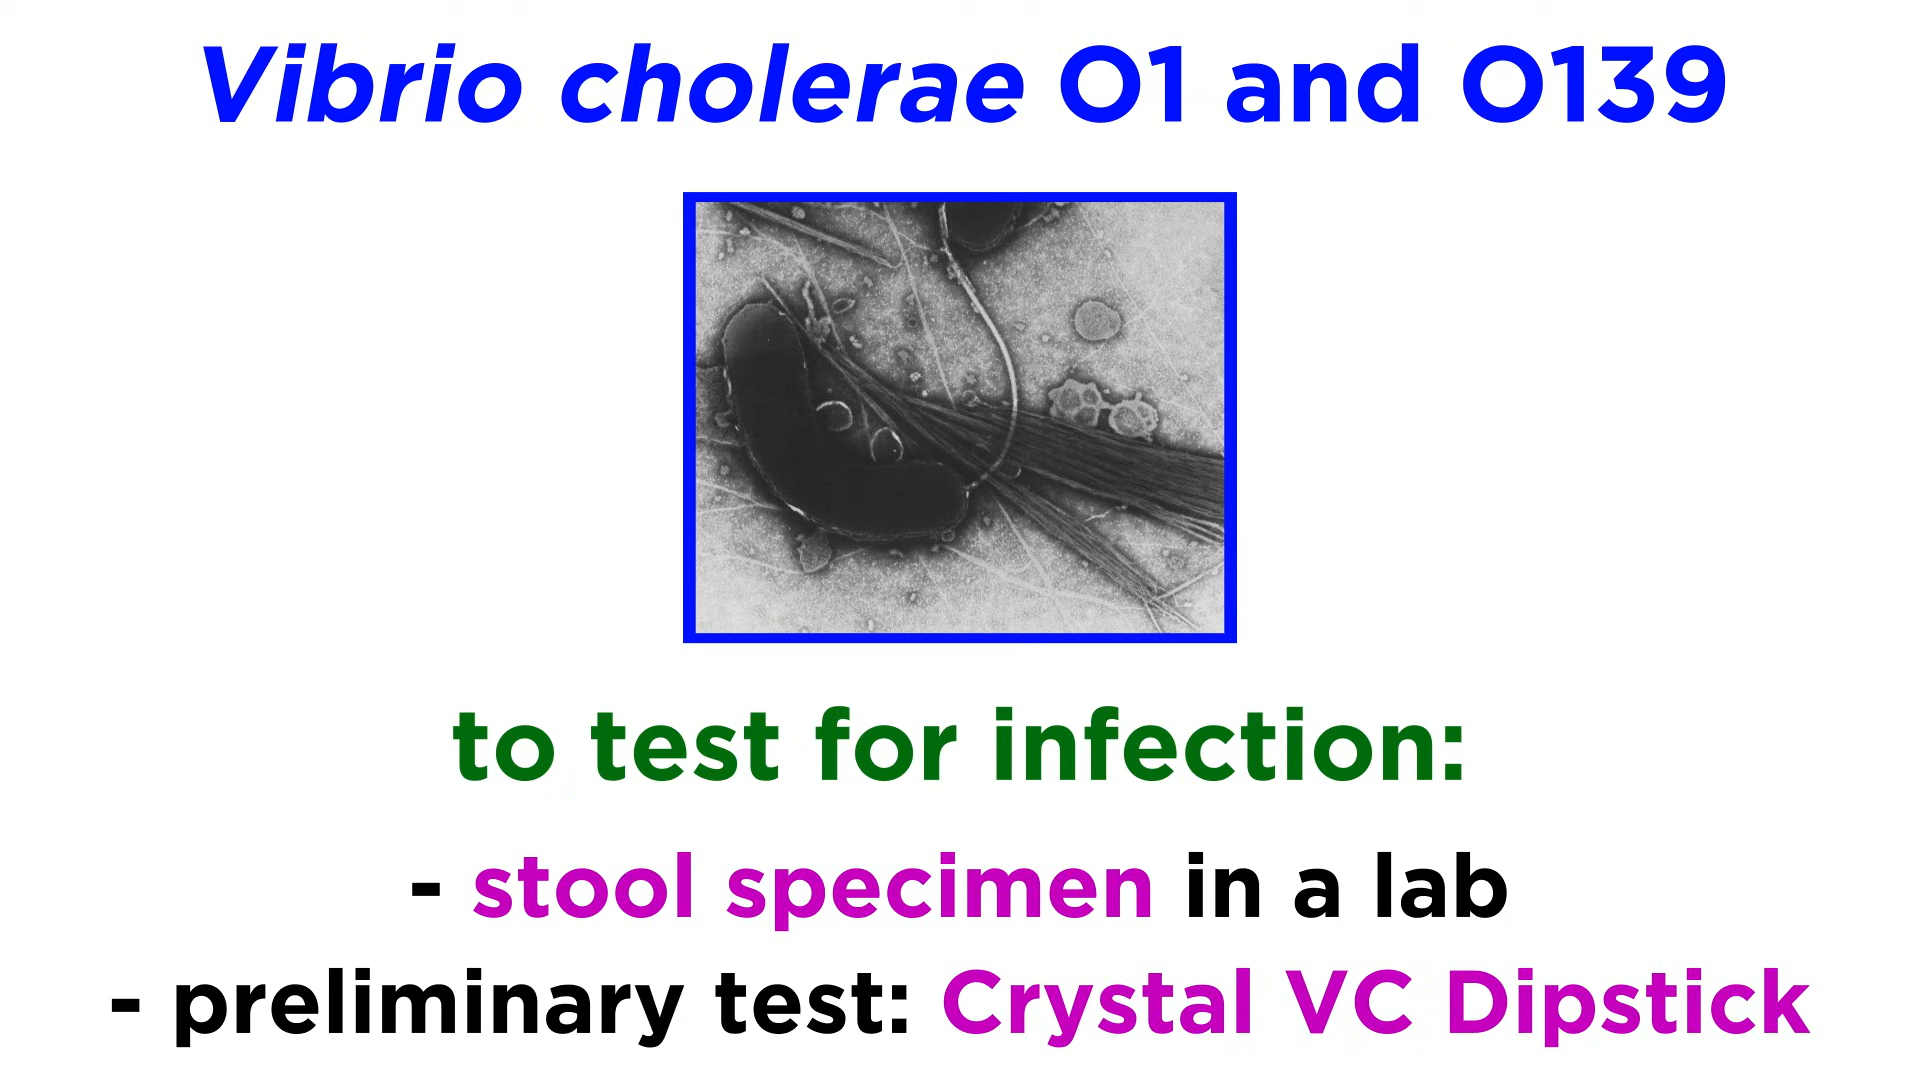 Vibrio cholerae O1 and O139
to test for infection:
- stool specimen in a lab
- preliminary test: Crystal VC Dipstick